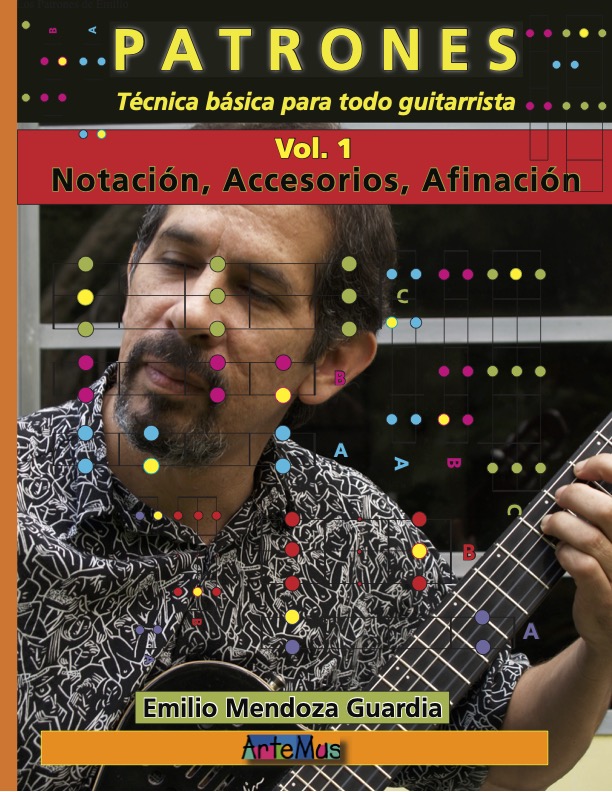 PATRONES
Técnica básica para todo guitarrista
Vol. 1
Notación, Accesorios, Afinación
B
A
C
B
A
A
B
C
B
B
A
Emilio Mendoza Guardia
ArteMus